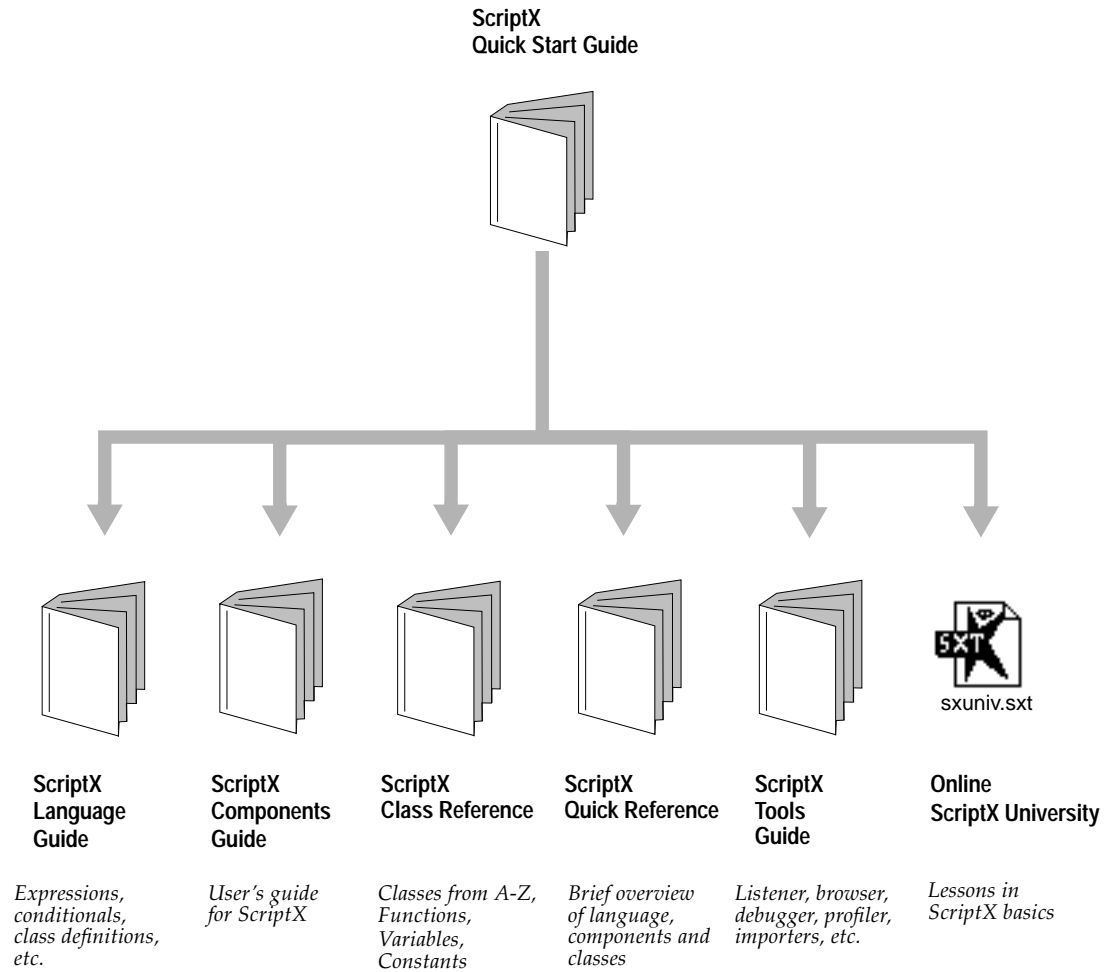 ScriptX
Quick Start Guide
SXT
sxuniv.sxt
ScriptX
Language
Guide
ScriptX
Components
Guide
ScriptX
Class Reference
ScriptX
Quick Reference
ScriptX
Tools
Guide
Online
ScriptX University
Expressions,
conditionals,
class definitions,
etc.
User's guide
for ScriptX
Classes from A-Z,
Functions,
Variables,
Constants
Brief overview
of language,
components and
classes
Listener, browser,
debugger, profiler,
importers, etc.
Lessons in
ScriptX basics